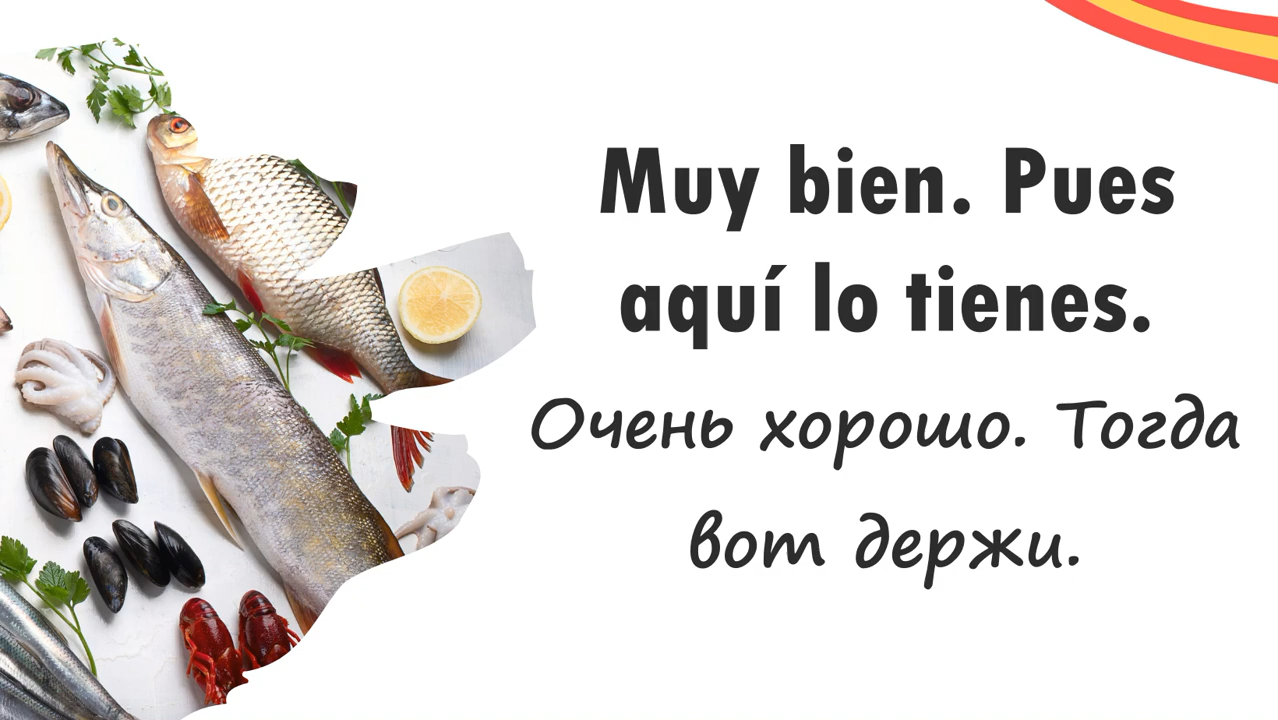 Muy bien. Pues
aquí lo tienes.
Очень хорошо. Тогда
вот держи.